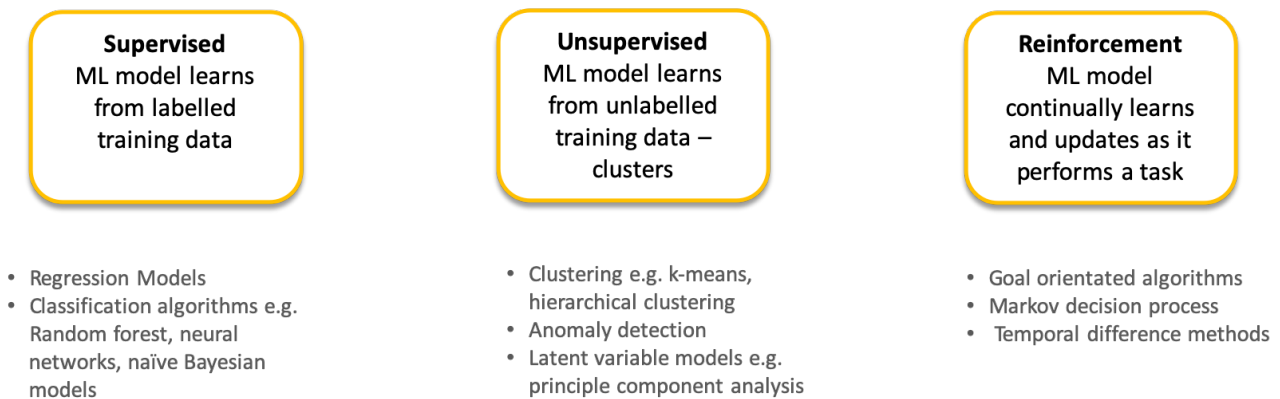 Supervised
ML model learns
from labelled
training data
Unsupervised
ML model learns
from unlabelled
training data –
clusters
Reinforcement
ML model
continually learns
and updates as it
performs a task
• Regression Models
• Classification algorithms e.g.
Random forest, neural
networks, naïve Bayesian
models
• Clustering e.g. k-means,
hierarchical clustering
• Anomaly detection
• Latent variable models e.g.
principle component analysis
• Goal orientated algorithms
• Markov decision process
• Temporal difference methods